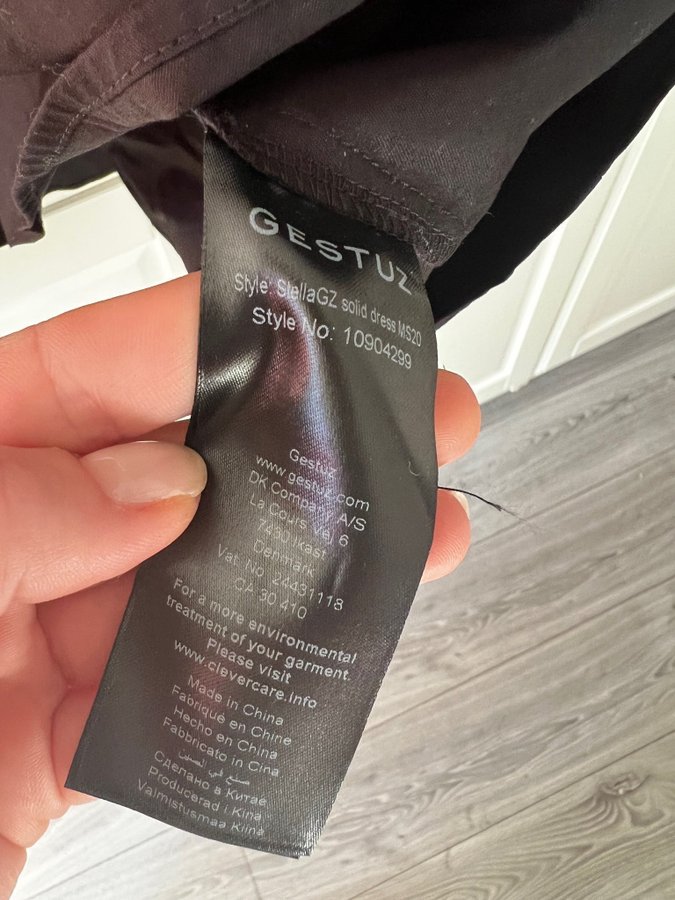 GESTUZ
Style: StellaGZ solid dress MS20
Style No: 10904299
Gestuz
www.gestuz.com
DK Company A/S
La Cours Vej 6
7430 Ikast
Denmark
Vat. No. 24431118
CA 30 410
For a more environmental
treatment of your garment.
Please visit
www.clevercare.info
Made in China
Fabriqué en Chine
Hecho en China
Fabbricato in Cina
صنع في الصين
Сделано в Китае
Producerad i Kina
Valmistusmaa Kiina